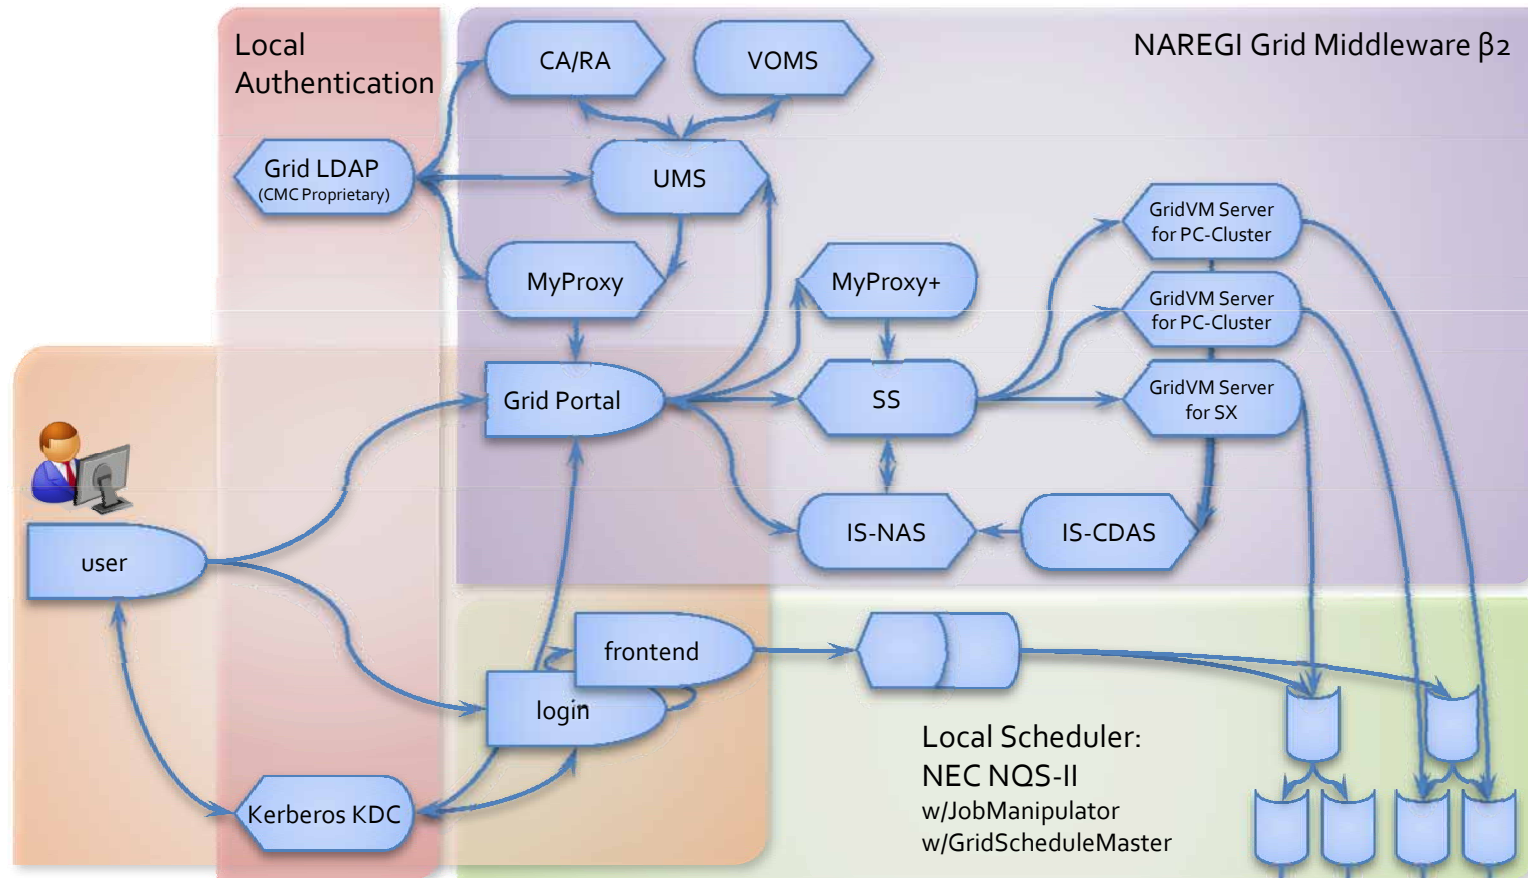 Local
Authentication
CA/RA
VOMS
NAREGI Grid Middleware β2
Grid LDAP
(CMC Proprietary)
UMS
MyProxy
MyProxy+
GridVM Server
for PC-Cluster
GridVM Server
for PC-Cluster
Grid Portal
SS
GridVM Server
for SX
IS-NAS
IS-CDAS
user
frontend
login
Local Scheduler:
NEC NQS-II
w/JobManipulator
w/GridScheduleMaster
Kerberos KDC